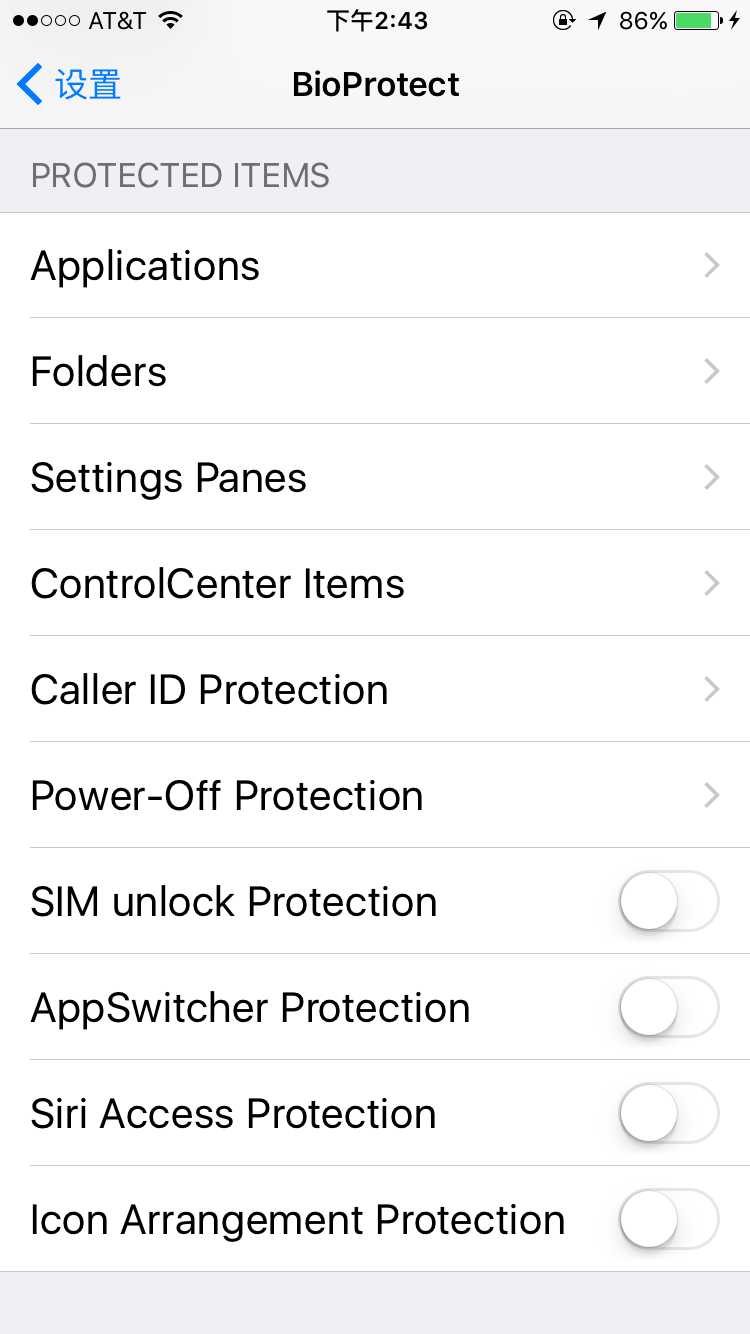 AT&T 下午2:43 86%
设置 BioProtect
PROTECTED ITEMS
Applications
Folders
Settings Panes
ControlCenter Items
Caller ID Protection
Power-Off Protection
SIM unlock Protection
AppSwitcher Protection
Siri Access Protection
Icon Arrangement Protection